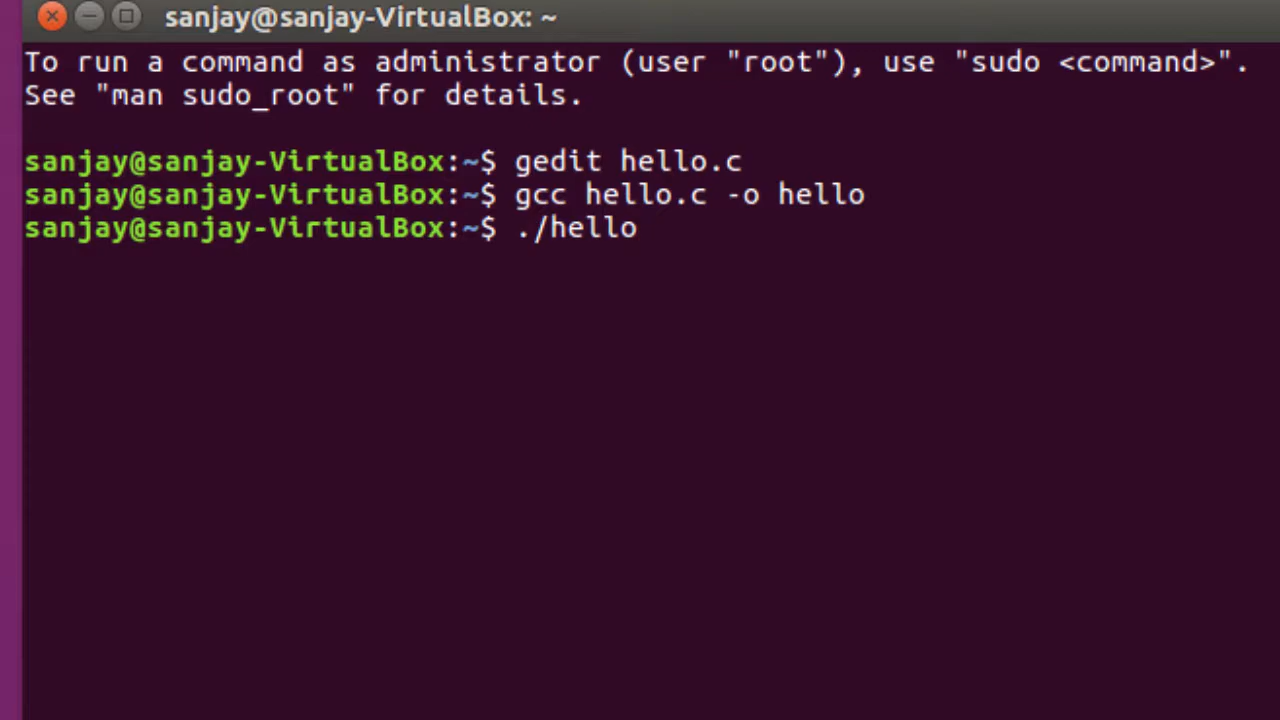 sanjay@sanjay-VirtualBox: ~
To run a command as administrator (user "root"), use "sudo <command>".
See "man sudo_root" for details.
sanjay@sanjay-VirtualBox:~$ gedit hello.c
sanjay@sanjay-VirtualBox:~$ gcc hello.c -o hello
sanjay@sanjay-VirtualBox:~$ ./hello